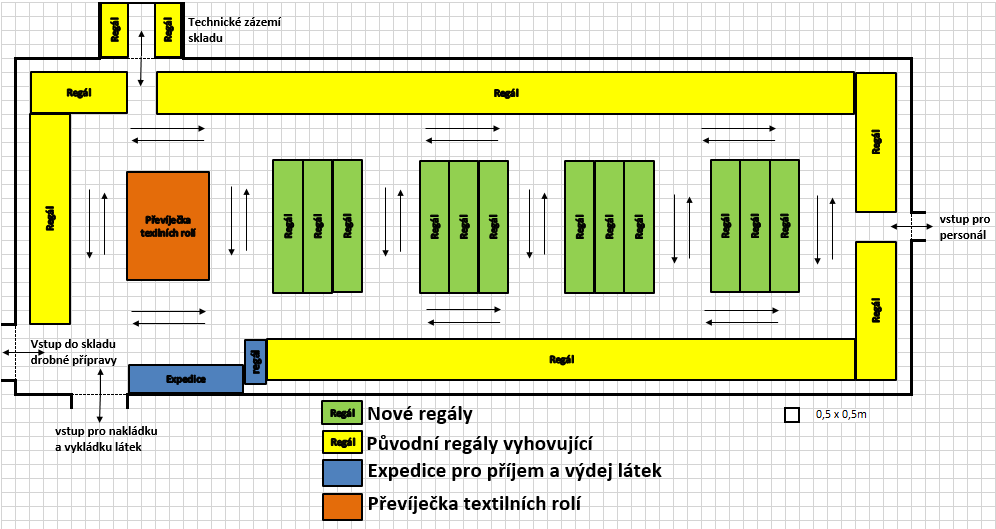 Regál
Regál
Technické zázemí
skladu
Regál
Regál
Regál
Regál
Převíječka
textilních rolí
Regál
Regál
Regál
Regál
Regál
Regál
Regál
Regál
Regál
Regál
Regál
Regál
vstup pro
personál
Regál
Vstup do skladu
drobné přípravy
regál
Regál
Expedice
vstup pro nakládku
a vykládku látek
Regál
Nové regály
0,5 x 0,5m
Regál
Původní regály vyhovující
Expedice pro příjem a výdej látek
Převíječka textilních rolí